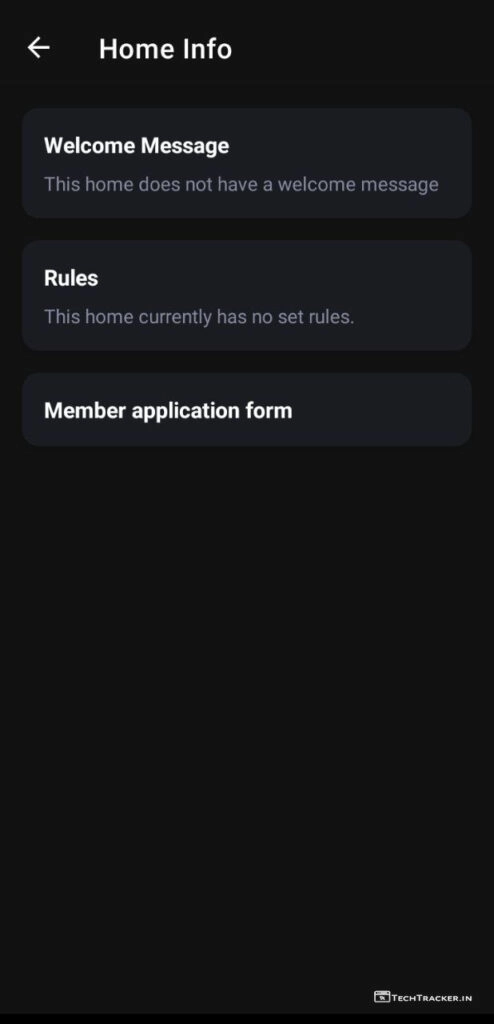 Home Info
Welcome Message
This home does not have a welcome message
Rules
This home currently has no set rules.
Member application form
TechTracker.in